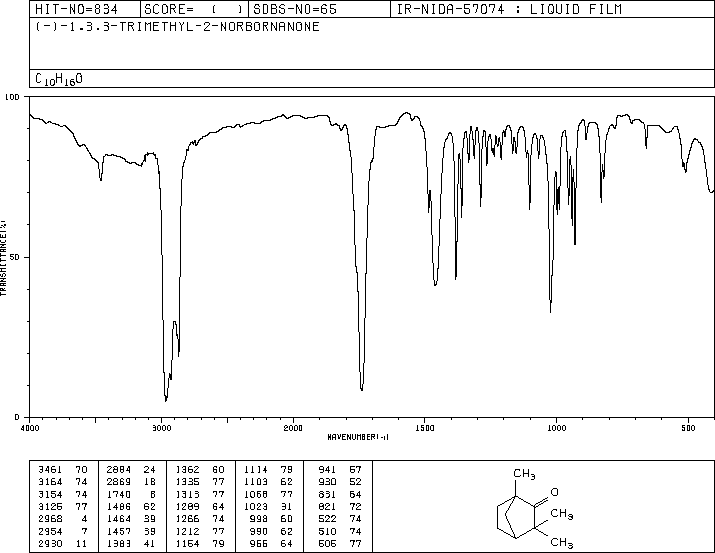 HIT-NO=834 SCORE= ( ) SDBS-NO=65 IR-NIDA-57074 : LIQUID FILM
(-)-1.3.3-TRIMETHYL-2-NORBORNANONE
C10H16O
100
50
0
TRANSMITTANCE(%)
4000 3000 2000 1500 1000 500
WAVENUMBER(-1)
3461 70 2884 24 1362 60 1114 79 941 57
3164 74 2869 18 1335 77 1103 62 930 52
3154 74 1740 8 1313 77 1068 77 831 64
3125 77 1486 62 1289 64 1023 31 821 72
2968 4 1464 39 1266 74 998 60 522 74
2954 7 1457 39 1212 77 990 62 510 74
2930 11 1383 41 1154 79 966 64 506 77
CH3
O
CH3
CH3